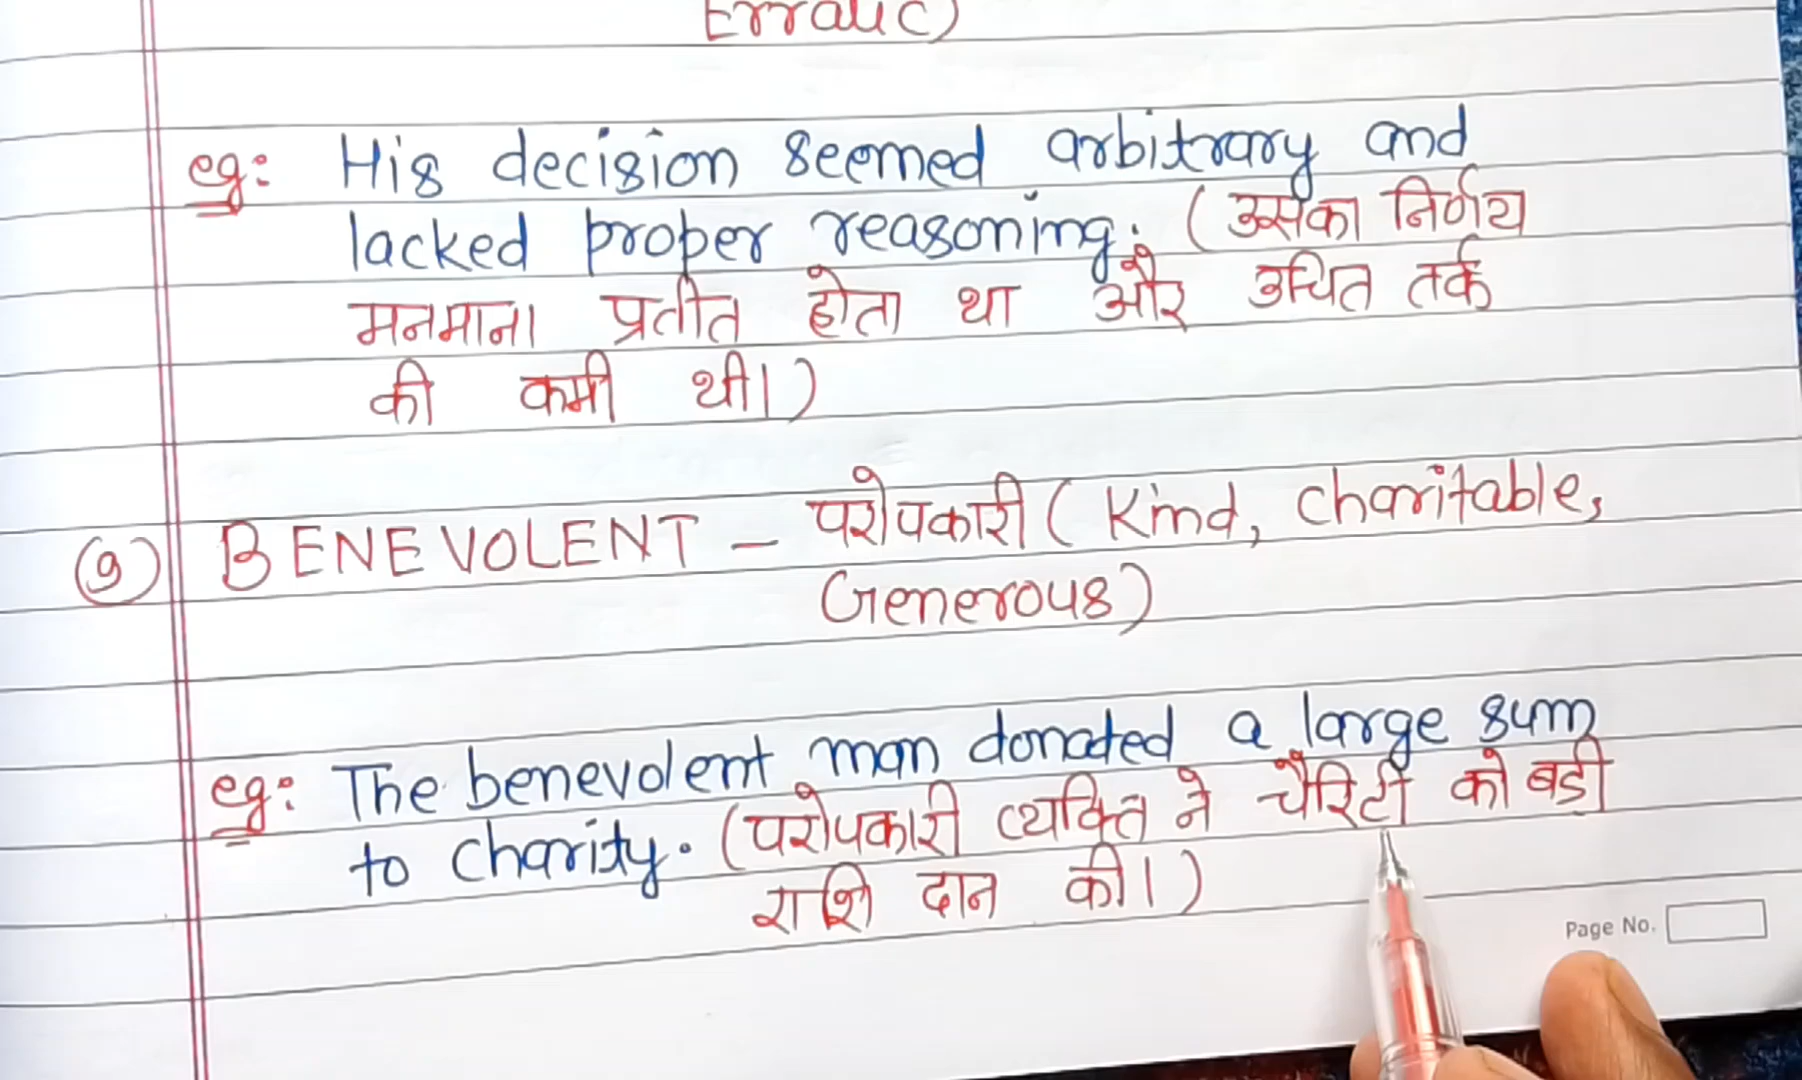 Erratic)
eg: His decision seemed arbitrary and
lacked proper reasoning. (उसका निर्णय
मनमाना प्रतीत होता था और उचित तर्क
की कमी थी।)
(9) BENEVOLENT - परोपकारी (Kind, Charitable,
Generous)
eg: The benevolent man donated a large sum
to charity. (परोपकारी व्यक्ति ने चैरिटी को बडी
राशि दान की।)
Page No.